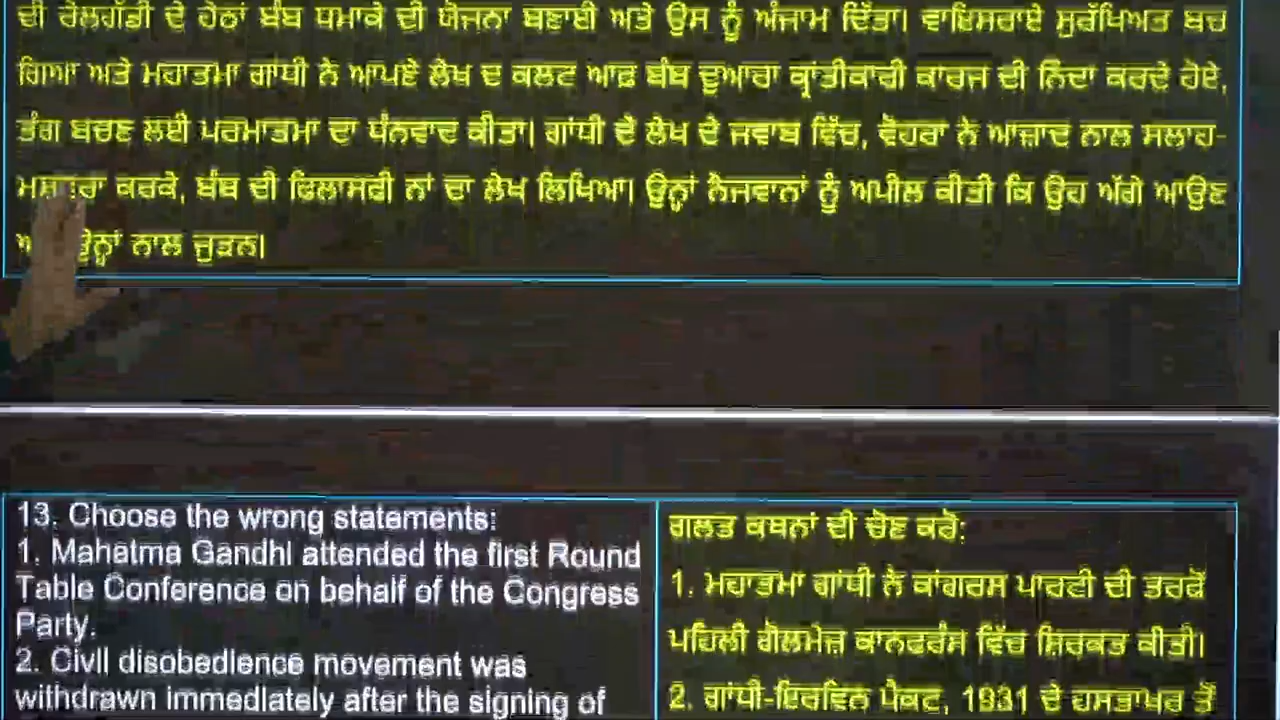 ਦੀ ਰੇਲਗੱਡੀ ਦੇ ਹੇਠਾਂ ਬੰਬ ਧਮਾਕੇ ਦੀ ਯੋਜਨਾ ਬਣਾਈ ਅਤੇ ਉਸ ਨੂੰ ਅੰਜਾਮ ਦਿੱਤਾ। ਵਾਇਸਰਾਏ ਸੁਰੱਖਿਅਤ ਬਚ
ਗਿਆ ਅਤੇ ਮਹਾਤਮਾ ਗਾਂਧੀ ਨੇ ਆਪਣੇ ਲੇਖ ਦ ਕਲਟ ਆਫ਼ ਬੰਬ ਦੁਆਰਾ ਕ੍ਰਾਂਤੀਕਾਰੀ ਕਾਰਜ ਦੀ ਨਿੰਦਾ ਕਰਦੇ ਹੋਏ,
ਤੰਗ ਬਚਣ ਲਈ ਪਰਮਾਤਮਾ ਦਾ ਧੰਨਵਾਦ ਕੀਤਾ। ਗਾਂਧੀ ਦੇ ਲੇਖ ਦੇ ਜਵਾਬ ਵਿੱਚ, ਵੋਹਰਾ ਨੇ ਆਜ਼ਾਦ ਨਾਲ ਸਲਾਹ-
ਕਰਕੇ, ਬੰਬ ਦੀ ਫਿਲਾਸਫੀ ਨਾਂ ਦਾ ਲੇਖ ਲਿਖਿਆ। ਉਨ੍ਹਾਂ ਨੌਜਵਾਨਾਂ ਨੂੰ ਅਪੀਲ ਕੀਤੀ ਕਿ ਉਹ ਅੱਗੇ ਆਉਣ
ਉਨ੍ਹਾਂ ਨਾਲ ਜੁੜਨ।
13. Choose the wrong statements:
1. Mahatma Gandhi attended the first Round
Table Conference on behalf of the Congress
Party.
2. Civil disobedience movement was
withdrawn immediately after the signing of
ਗਲਤ ਕਥਨਾਂ ਦੀ ਚੋਣ ਕਰੋ:
1. ਮਹਾਤਮਾ ਗਾਂਧੀ ਨੇ ਕਾਂਗਰਸ ਪਾਰਟੀ ਦੀ ਤਰਫੋਂ
ਪਹਿਲੀ ਗੋਲਮੇਜ਼ ਕਾਨਫਰੰਸ ਵਿੱਚ ਸ਼ਿਰਕਤ ਕੀਤੀ।
2. ਗਾਂਧੀ-ਇਰਵਿਨ ਪੈਕਟ, 1931 ਦੇ ਹਸਤਾਖਰ ਤੋਂ